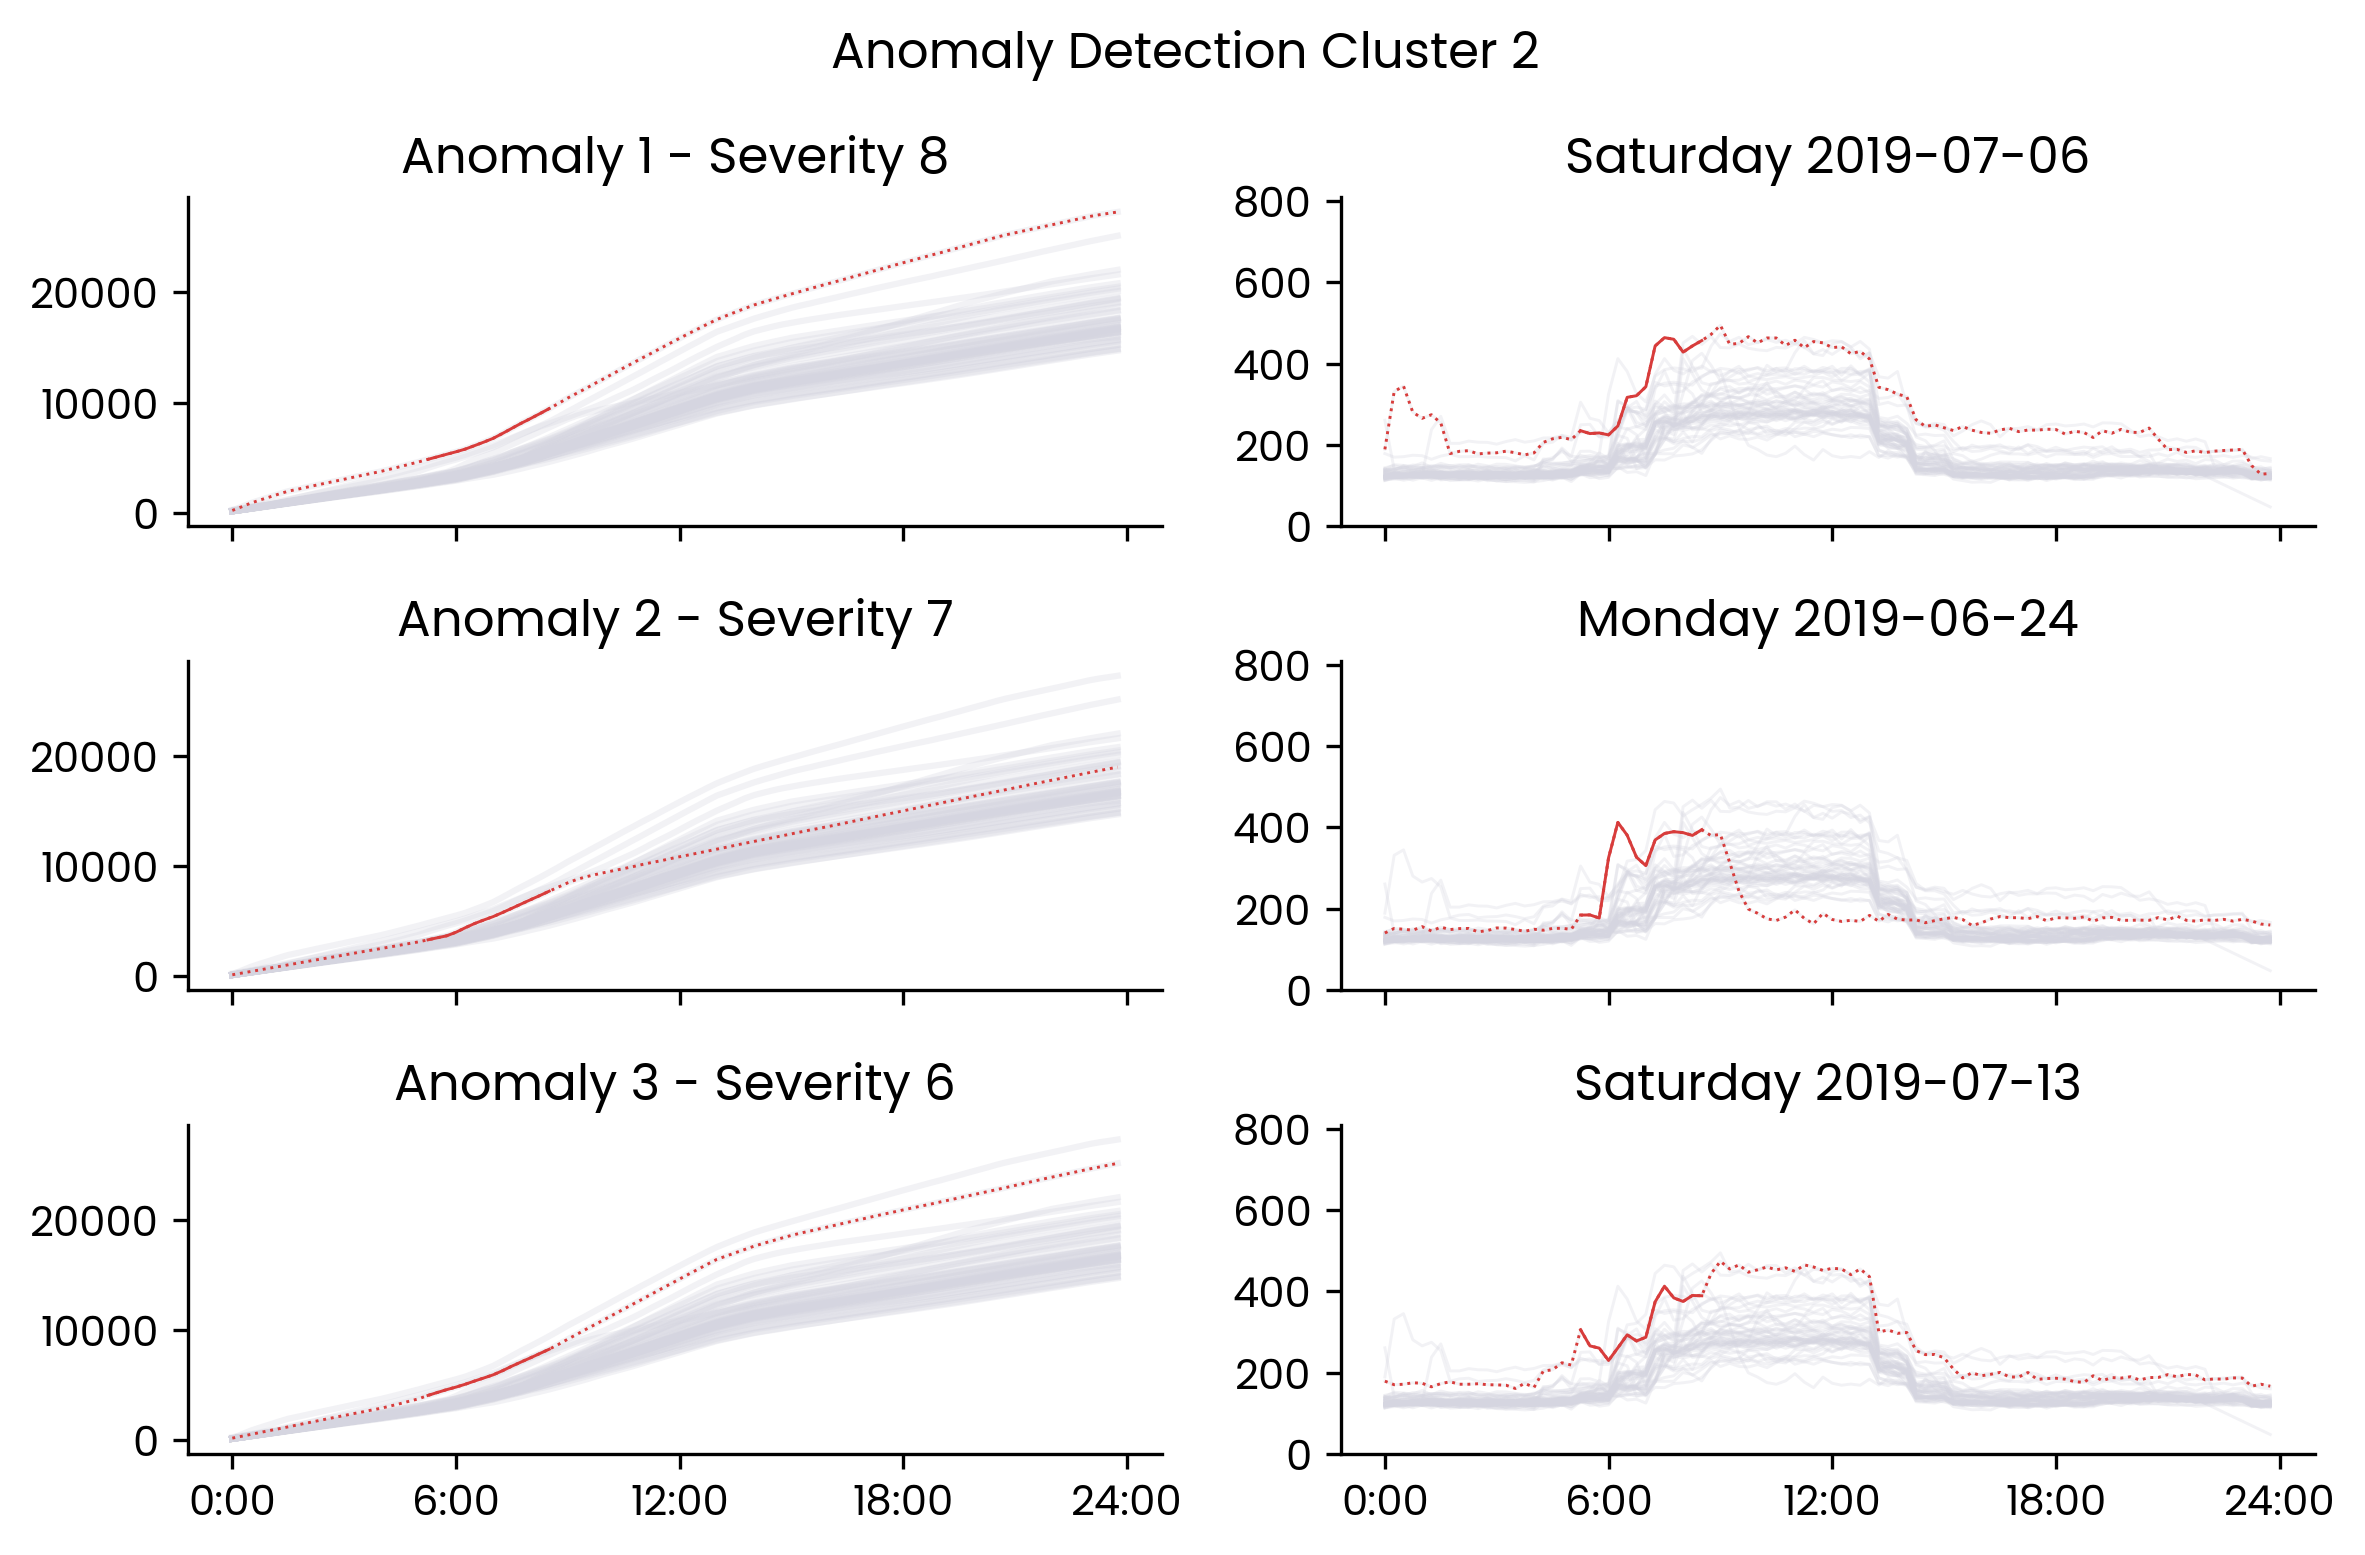 Anomaly Detection Cluster 2
Anomaly 1 - Severity 8
Saturday 2019-07-06
20000
10000
0
800
600
400
200
0
Anomaly 2 - Severity 7
Monday 2019-06-24
20000
10000
0
800
600
400
200
0
Anomaly 3 - Severity 6
Saturday 2019-07-13
20000
10000
0
800
600
400
200
0
0:00 6:00 12:00 18:00 24:00
0:00 6:00 12:00 18:00 24:00